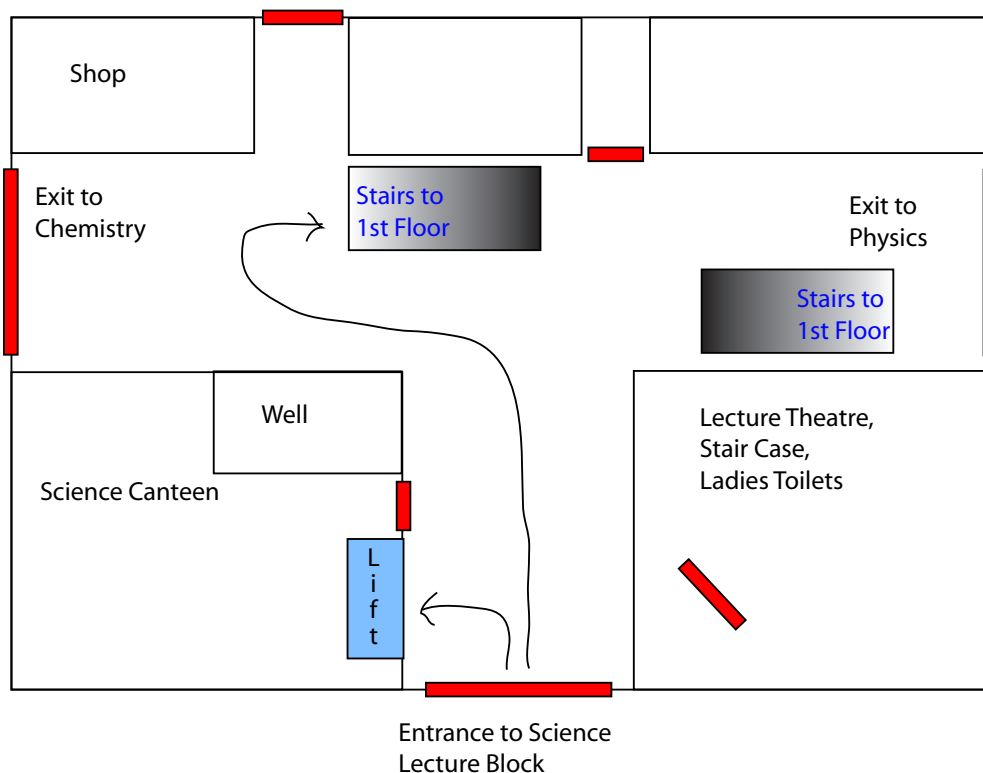 Shop
Exit to
Chemistry
Stairs to
1st Floor
Exit to
Physics
Stairs to
1st Floor
Well
Lecture Theatre,
Stair Case,
Ladies Toilets
Science Canteen
L
i
f
t
Entrance to Science
Lecture Block